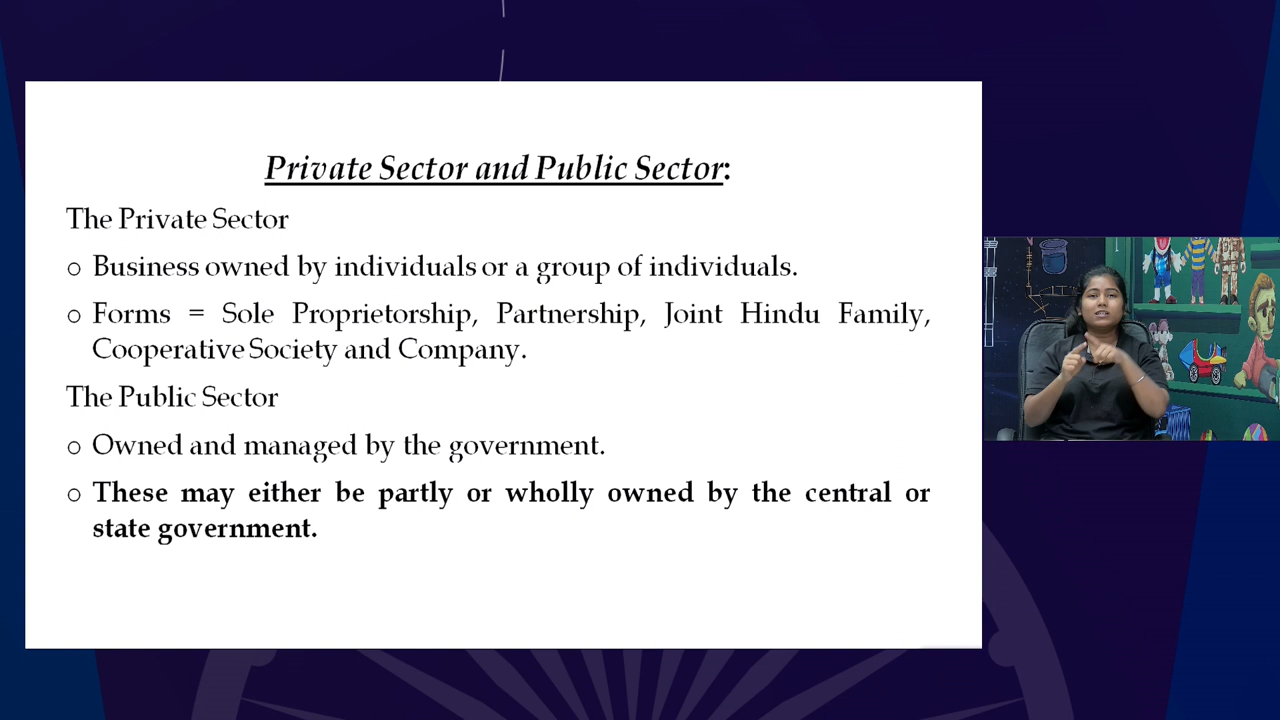 Private Sector and Public Sector:
The Private Sector
o Business owned by individuals or a group of individuals.
o Forms = Sole Proprietorship, Partnership, Joint Hindu Family,
Cooperative Society and Company.
The Public Sector
o Owned and managed by the government.
o These may either be partly or wholly owned by the central or
state government.